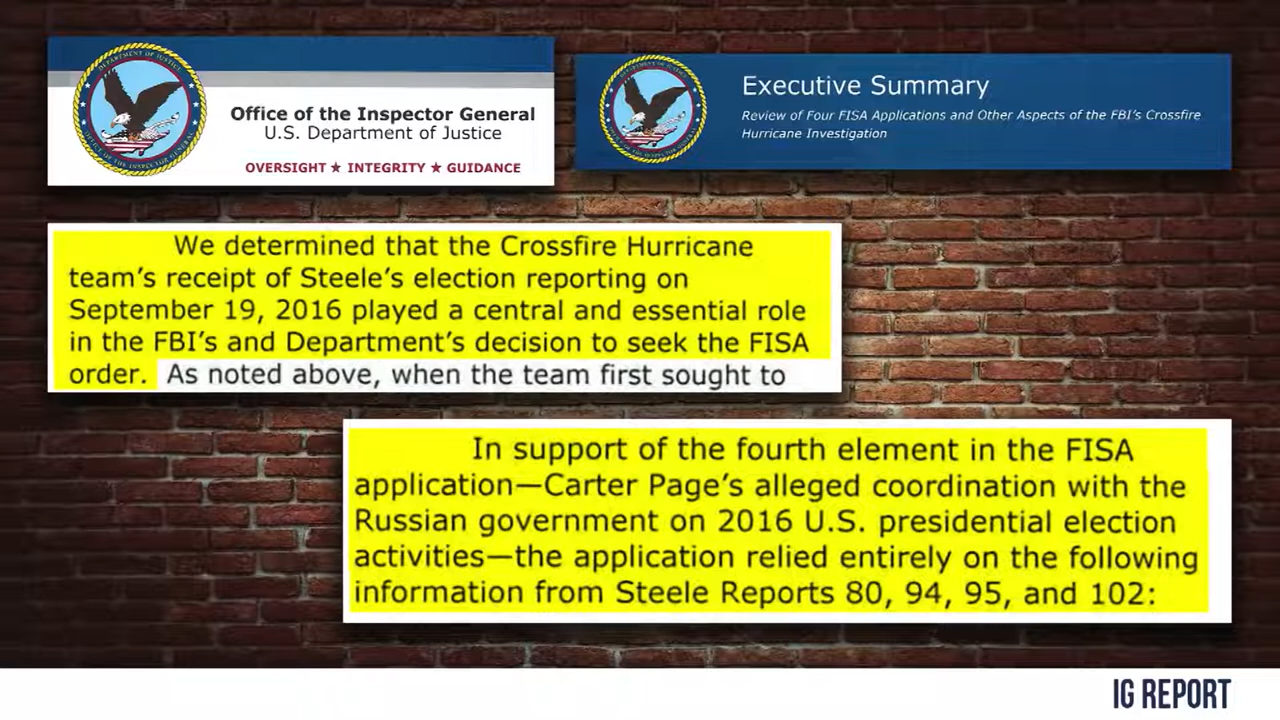 Office of the Inspector General
U.S. Department of Justice
OVERSIGHT ★ INTEGRITY ★ GUIDANCE
Executive Summary
Review of Four FISA Applications and Other Aspects of the FBI's Crossfire
Hurricane Investigation
We determined that the Crossfire Hurricane
team's receipt of Steele's election reporting on
September 19, 2016 played a central and essential role
in the FBI's and Department's decision to seek the FISA
order. As noted above, when the team first sought to
In support of the fourth element in the FISA
application—Carter Page's alleged coordination with the
Russian government on 2016 U.S. presidential election
activities—the application relied entirely on the following
information from Steele Reports 80, 94, 95, and 102:
IG REPORT